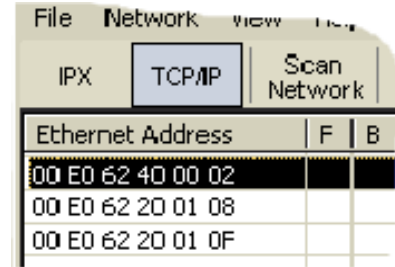 File Network View
IPX TCP/IP Scan Network
Ethernet Address F B
00 E0 62 40 00 02
00 E0 62 20 01 08
00 E0 62 20 01 0F